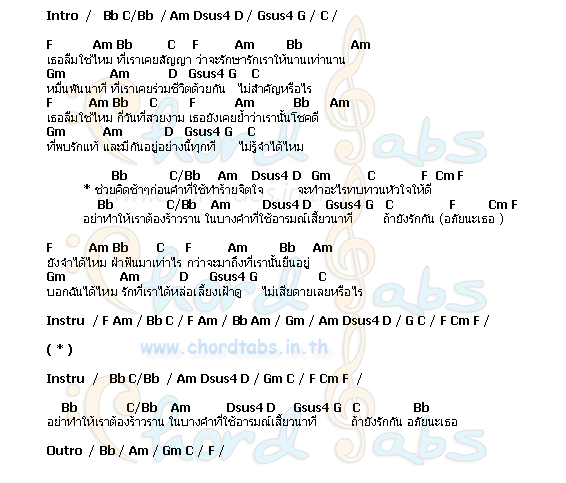 Intro / Bb C/Bb / Am Dsus4 D / Gsus4 G / C /
F Am Bb C F Am Bb Am
เธอลืมใช่ไหม ที่เราเคยสัญญา ว่าจะรักษารักเราให้นานเท่านาน
Gm Am D Gsus4 G C
หมื่นพันนาที ที่เราเคยร่วมชีวิตด้วยกัน ไม่สำคัญหรือไร
F Am Bb C F Am Bb Am
เธอลืมใช่ไหม กี่วันที่สวยงาม เธอยังเคยย้ำว่าเรานั้นโชคดี
Gm Am D Gsus4 G C
ที่พบรักแท้ และมีกันอยู่อย่างนี้ทุกที ไม่รู้จำได้ไหม
Bb C/Bb Am Dsus4 D Gm C F Cm F
* ช่วยคิดซ้ำๆก่อนคำที่ใช้ทำร้ายจิตใจ จะทำอะไรทบทวนหัวใจให้ดี
Bb C/Bb Am Dsus4 D Gsus4 G C F Cm F
อย่าทำให้เราต้องร้าวราน ในบางคำที่ใช้อารมณ์เสี้ยวนาที ถ้ายังรักกัน (อภัยนะเธอ )
F Am Bb C F Am Bb Am
ยังจำได้ไหม ฝ่าฟันมาเท่าไร กว่าจะมาถึงที่เรานั้นยืนอยู่
Gm Am D Gsus4 G C
บอกฉันได้ไหม รักที่เราได้หล่อเลี้ยงเฝ้าดู ไม่เสียดายเลยหรือไร
Instru / F Am / Bb C / F Am / Bb Am / Gm / Am Dsus4 D / G C / F Cm F /
( * )
www.chordtabs.in.th
Instru / Bb C/Bb / Am Dsus4 D / Gm C / F Cm F /
Bb C/Bb Am Dsus4 D Gsus4 G C Bb
อย่าทำให้เราต้องร้าวราน ในบางคำที่ใช้อารมณ์เสี้ยวนาที ถ้ายังรักกัน อภัยนะเธอ
Outro / Bb / Am / Gm C / F /